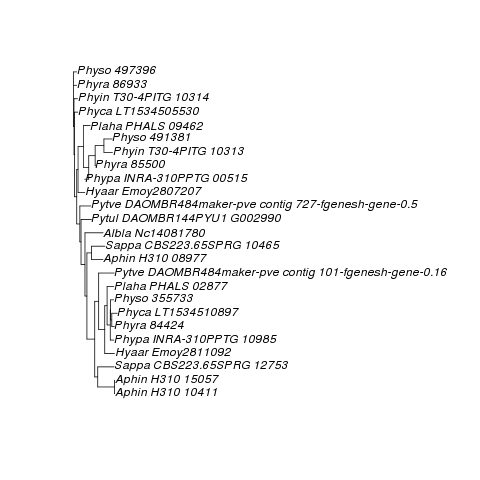 Physo 497396
Phyra 86933
Phyin T30-4PITG 10314
Phyca LT1534505530
Plaha PHALS 09462
Physo 491381
Phyin T30-4PITG 10313
Phyra 85500
Phypa INRA-310PPTG 00515
Hyaar Emoy2807207
Pytve DAOMBR484maker-pve contig 727-fgenesh-gene-0.5
Pytul DAOMBR144PYU1 G002990
Albla Nc14081780
Sappa CBS223.65SPRG 10465
Aphin H310 08977
Pytve DAOMBR484maker-pve contig 101-fgenesh-gene-0.16
Plaha PHALS 02877
Physo 355733
Phyca LT1534510897
Phyra 84424
Phypa INRA-310PPTG 10985
Hyaar Emoy2811092
Sappa CBS223.65SPRG 12753
Aphin H310 15057
Aphin H310 10411